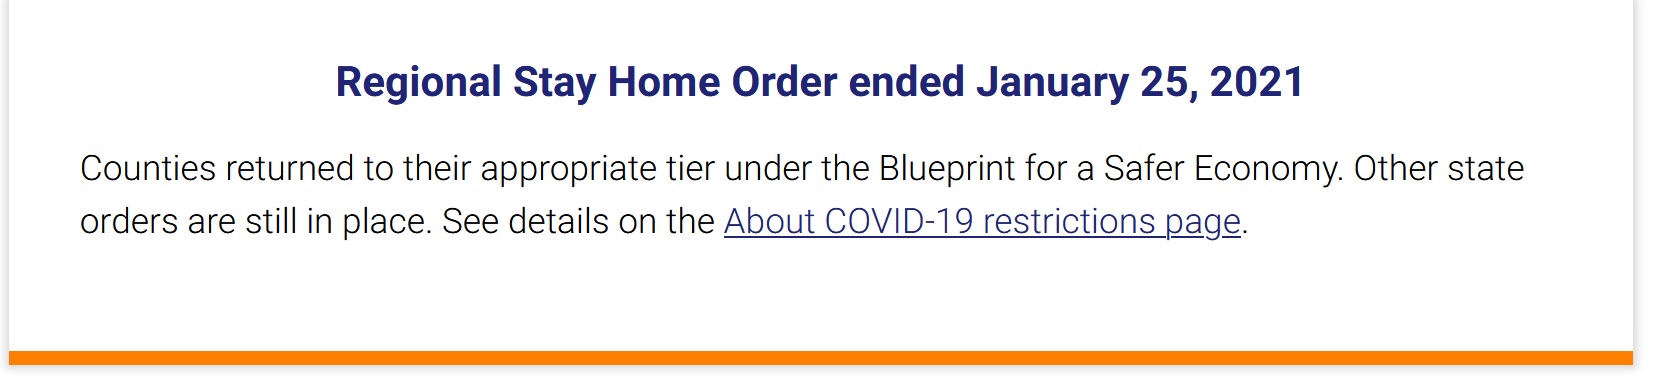 Regional Stay Home Order ended January 25, 2021
Counties returned to their appropriate tier under the Blueprint for a Safer Economy. Other state
orders are still in place. See details on the About COVID-19 restrictions page.